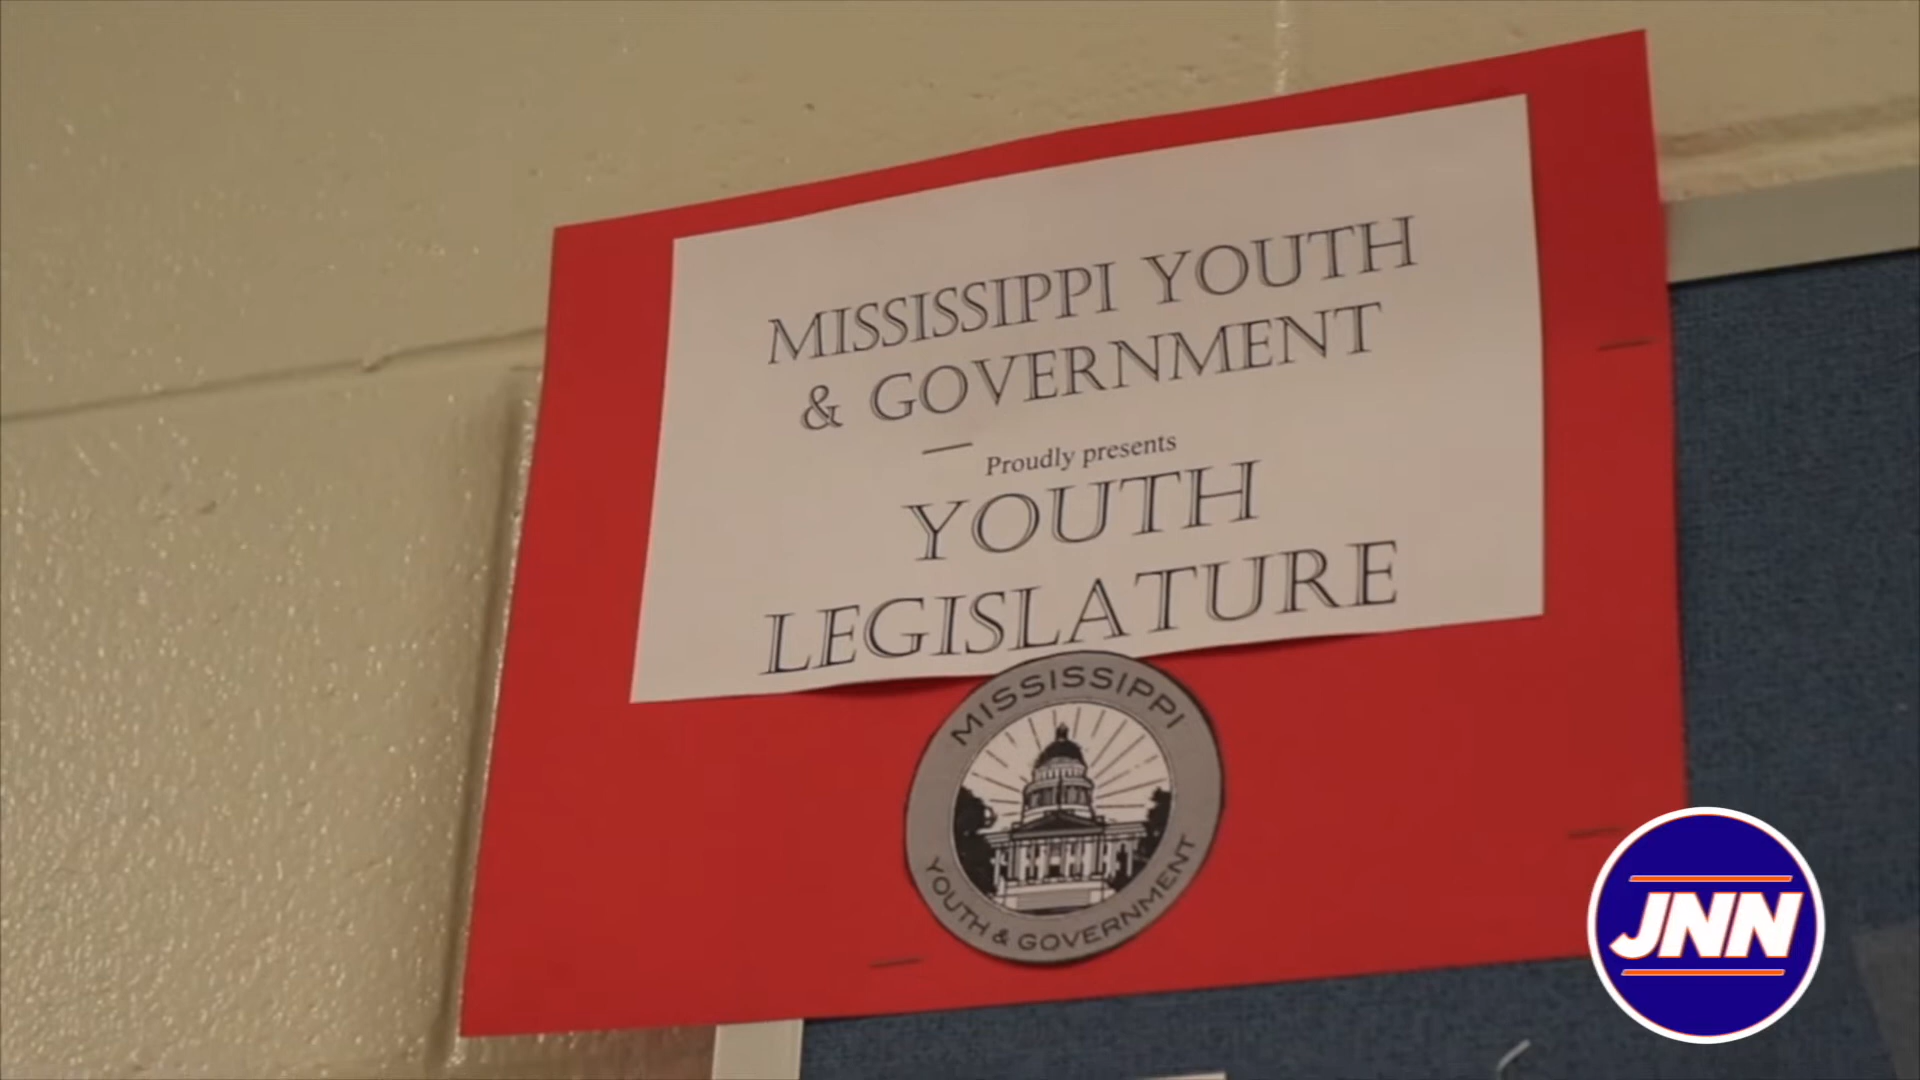 MISSISSIPPI YOUTH
& GOVERNMENT
Proudly presents
YOUTH
LEGISLATURE
MISSISSIPPI
YOUTH & GOVERNMENT
JNN